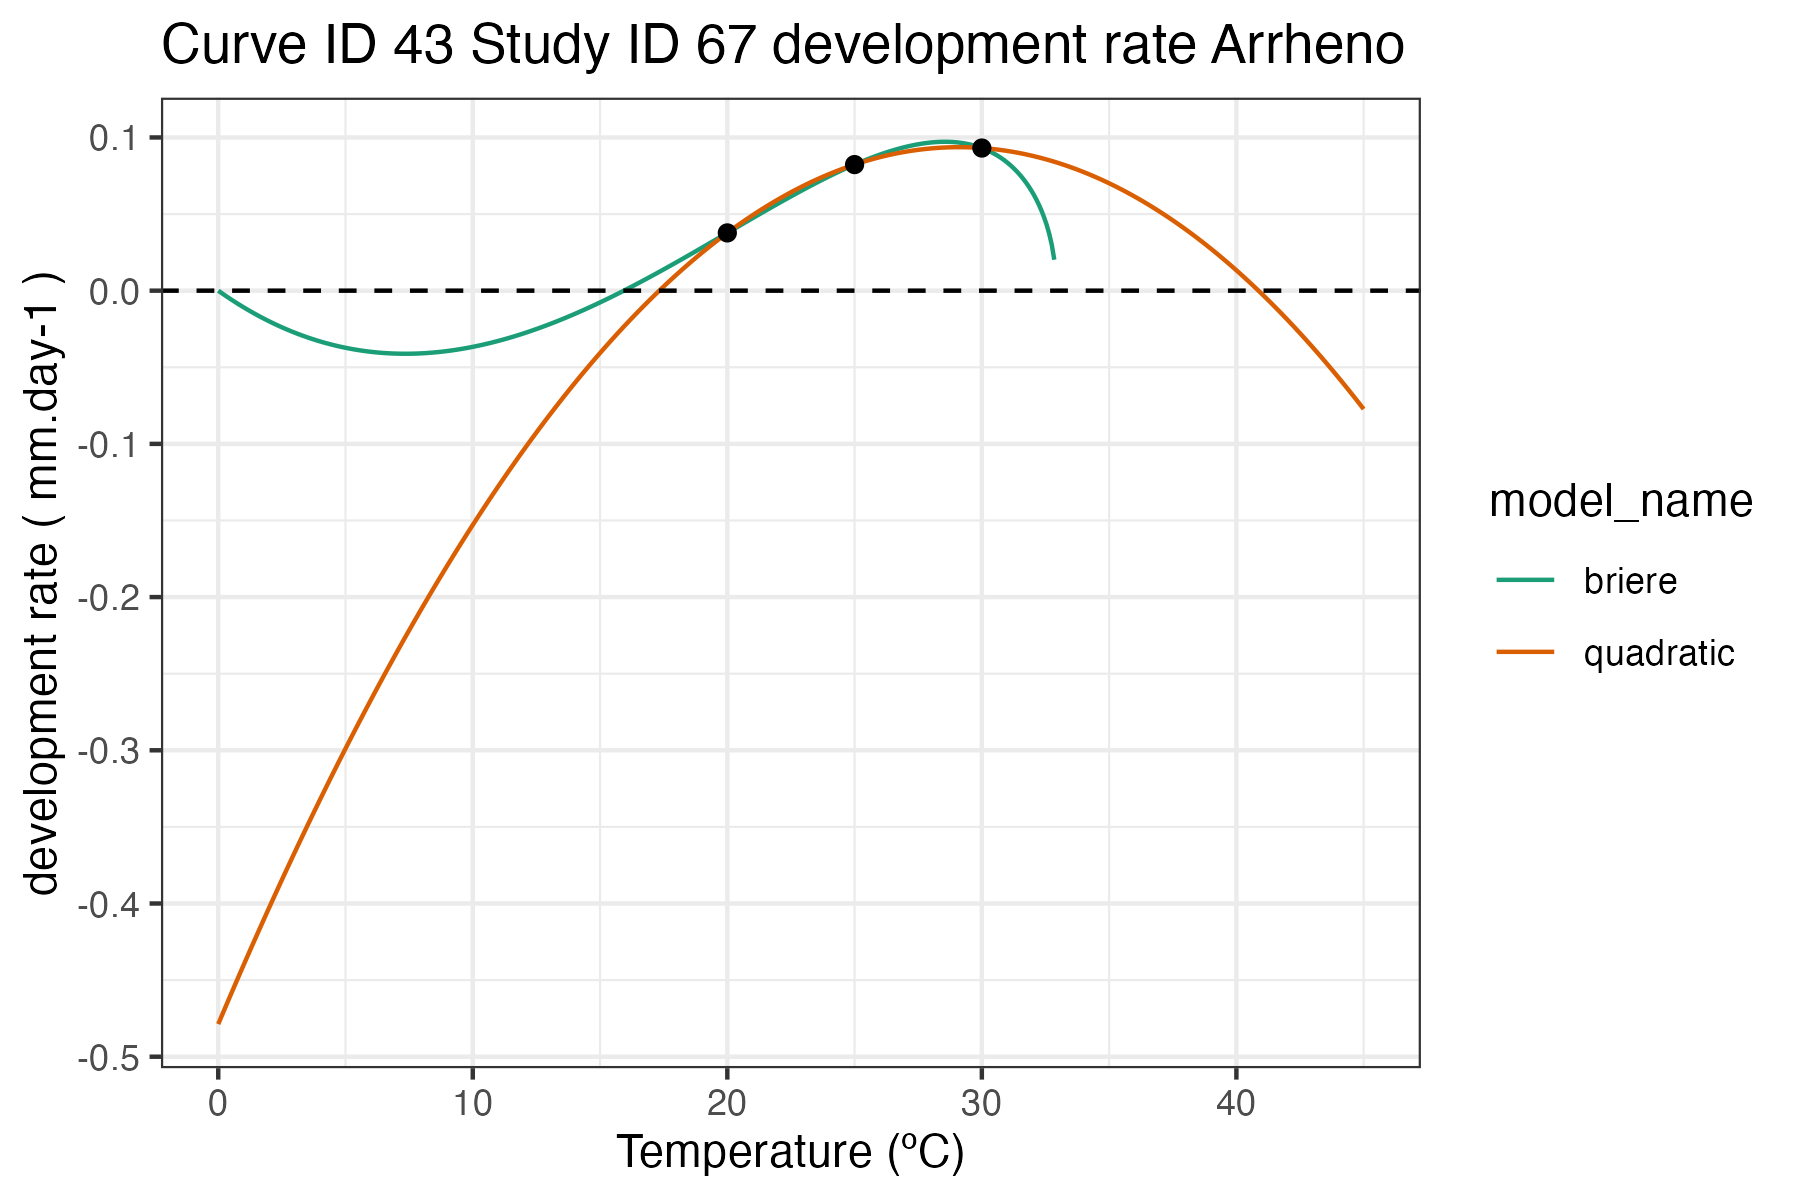 Curve ID 43 Study ID 67 development rate Arrheno
development rate ( mm.day-1 )
0.1
0.0
-0.1
-0.2
-0.3
-0.4
-0.5
0 10 20 30 40
Temperature (ºC)
model_name
briere
quadratic